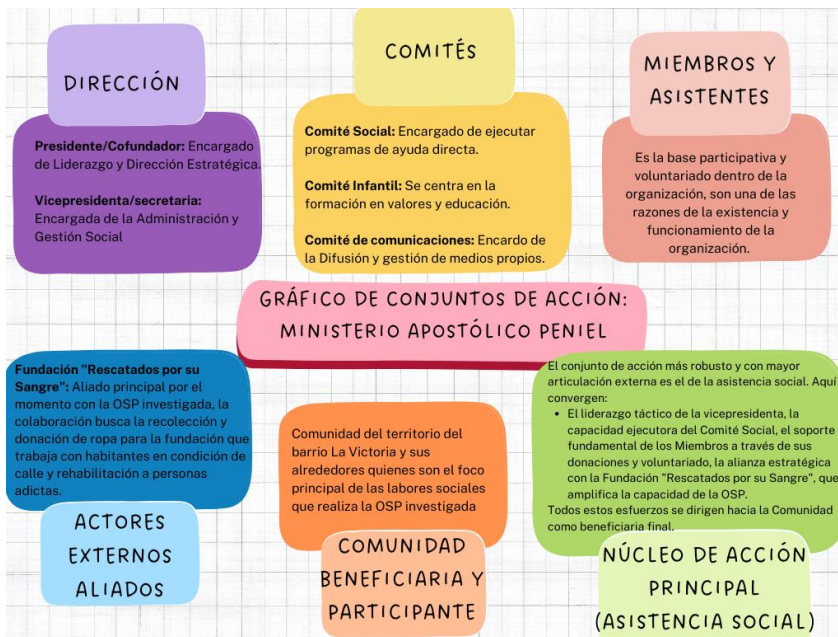 DIRECCIÓN
Presidente/Cofundador: Encargado
de Liderazgo y Dirección Estratégica.
Vicepresidenta/secretaria:
Encargada de la Administración y
Gestión Social
COMITÉS
Comité Social: Encargado de ejecutar
programas de ayuda directa.
Comité Infantil: Se centra en la
formación en valores y educación.
Comité de comunicaciones: Encardo de
la Difusión y gestión de medios propios.
MIEMBROS Y
ASISTENTES
Es la base participativa y
voluntariado dentro de la
organización, son una de las
razones de la existencia y
funcionamiento de la
organización.
GRÁFICO DE CONJUNTOS DE ACCIÓN:
MINISTERIO APOSTÓLICO PENIEL
Fundación "Rescatados por su
Sangre": Aliado principal por el
momento con la OSP investigada, la
colaboración busca la recolección y
donación de ropa para la fundación que
trabaja con habitantes en condición de
calle y rehabilitación a personas
adictas.
ACTORES
EXTERNOS
ALIADOS
Comunidad del territorio del
barrio La Victoria y sus
alrededores quienes son el foco
principal de las labores sociales
que realiza la OSP investigada
COMUNIDAD
BENEFICIARIA Y
PARTICIPANTE
El conjunto de acción más robusto y con mayor
articulación externa es el de la asistencia social. Aquí
convergen:
• El liderazgo táctico de la vicepresidenta, la
capacidad ejecutora del Comité Social, el soporte
fundamental de los Miembros a través de sus
donaciones y voluntariado, la alianza estratégica
con la Fundación "Rescatados por su Sangre", que
amplifica la capacidad de la OSP.
Todos estos esfuerzos se dirigen hacia la Comunidad
como beneficiaria final.
NÚCLEO DE ACCIÓN
PRINCIPAL
(ASISTENCIA SOCIAL)